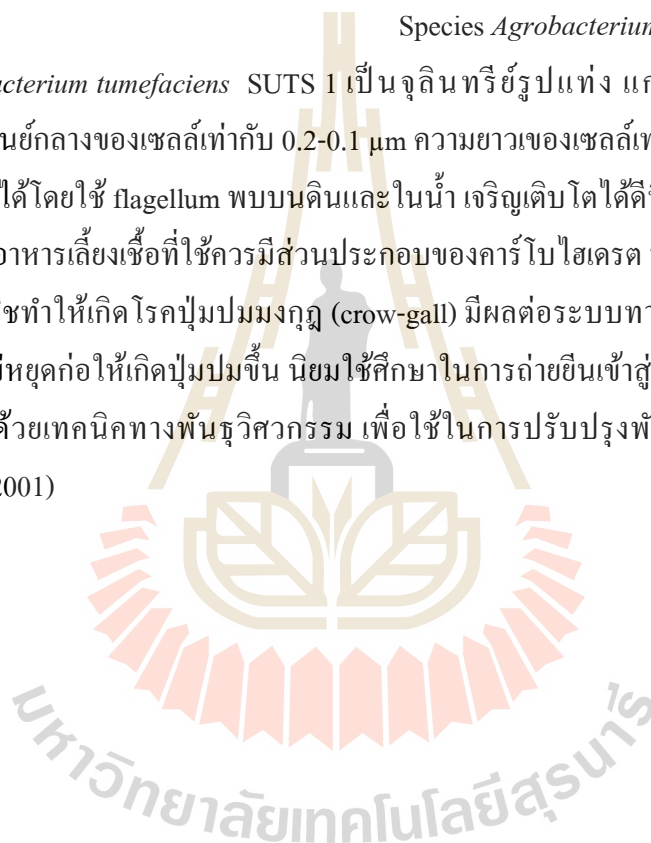 Species Agrobacterium
acterium tumefaciens SUTS 1 เป็นจุลินทรีย์รูปแท่ง แก
นย์กลางของเซลล์เท่ากับ 0.2-0.1 µm ความยาวเของเซลล์เท
ได้โดยใช้ flagellum พบบนดินและในน้ำ เจริญเติบโตได้ดี
อาหารเลี้ยงเชื้อที่ใช้ควรมีส่วนประกอบของคาร์โบไฮเดรต
ชทำให้เกิดโรคปุ่มปมมงกุฎ (crow-gall) มีผลต่อระบบทา
หยุดก่อให้เกิดปุ่มปมขึ้น นิยมใช้ศึกษาในการถ่ายยีนเข้าสู่
ด้วยเทคนิคทางพันธุวิศวกรรม เพื่อใช้ในการปรับปรุงพั
2001)
มหาวิทยาลัยเทคโนโลยีสุรนารี